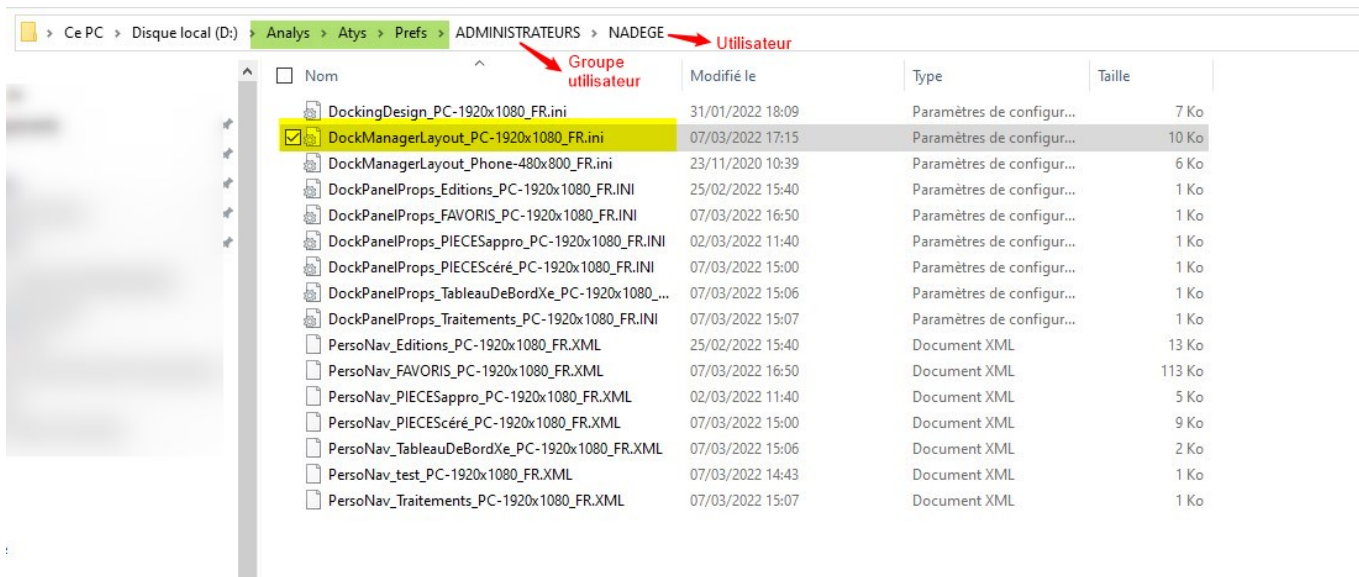 Ce PC > Disque local (D:) > Analys > Atys > Prefs > ADMINISTRATEURS > NADEGE Utilisateur
Groupe utilisateur
Nom Modifié le Type Taille
DockingDesign_PC-1920x1080_FR.ini 31/01/2022 18:09 Paramètres de configur... 7 Ko
DockManagerLayout_PC-1920x1080_FR.ini 07/03/2022 17:15 Paramètres de configur... 10 Ko
DockManagerLayout_Phone-480x800_FR.ini 23/11/2020 10:39 Paramètres de configur... 6 Ko
DockPanelProps_Editions_PC-1920x1080_FR.INI 25/02/2022 15:40 Paramètres de configur... 1 Ko
DockPanelProps_FAVORIS_PC-1920x1080_FR.INI 07/03/2022 16:50 Paramètres de configur... 1 Ko
DockPanelProps_PIECESappro_PC-1920x1080_FR.INI 02/03/2022 11:40 Paramètres de configur... 1 Ko
DockPanelProps_PIECEScéré_PC-1920x1080_FR.INI 07/03/2022 15:00 Paramètres de configur... 1 Ko
DockPanelProps_TableauDeBordXe_PC-1920x1080_... 07/03/2022 15:06 Paramètres de configur... 1 Ko
DockPanelProps_Traitements_PC-1920x1080_FR.INI 07/03/2022 15:07 Paramètres de configur... 1 Ko
PersoNav_Editions_PC-1920x1080_FR.XML 25/02/2022 15:40 Document XML 13 Ko
PersoNav_FAVORIS_PC-1920x1080_FR.XML 07/03/2022 16:50 Document XML 113 Ko
PersoNav_PIECESappro_PC-1920x1080_FR.XML 02/03/2022 11:40 Document XML 5 Ko
PersoNav_PIECEScéré_PC-1920x1080_FR.XML 07/03/2022 15:00 Document XML 9 Ko
PersoNav_TableauDeBordXe_PC-1920x1080_FR.XML 07/03/2022 15:06 Document XML 2 Ko
PersoNav_test_PC-1920x1080_FR.XML 07/03/2022 14:43 Document XML 1 Ko
PersoNav_Traitements_PC-1920x1080_FR.XML 07/03/2022 15:07 Document XML 1 Ko